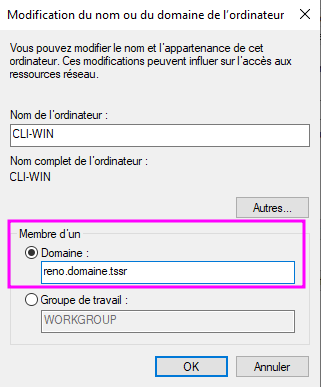 Modification du nom ou du domaine de l'ordinateur
Vous pouvez modifier le nom et l'appartenance de cet
ordinateur. Ces modifications peuvent influer sur l'accès aux
ressources réseau.
Nom de l'ordinateur :
CLI-WIN
Nom complet de l'ordinateur :
CLI-WIN
Autres...
Membre d'un
Domaine :
reno.domaine.tssr
Groupe de travail :
WORKGROUP
OK Annuler